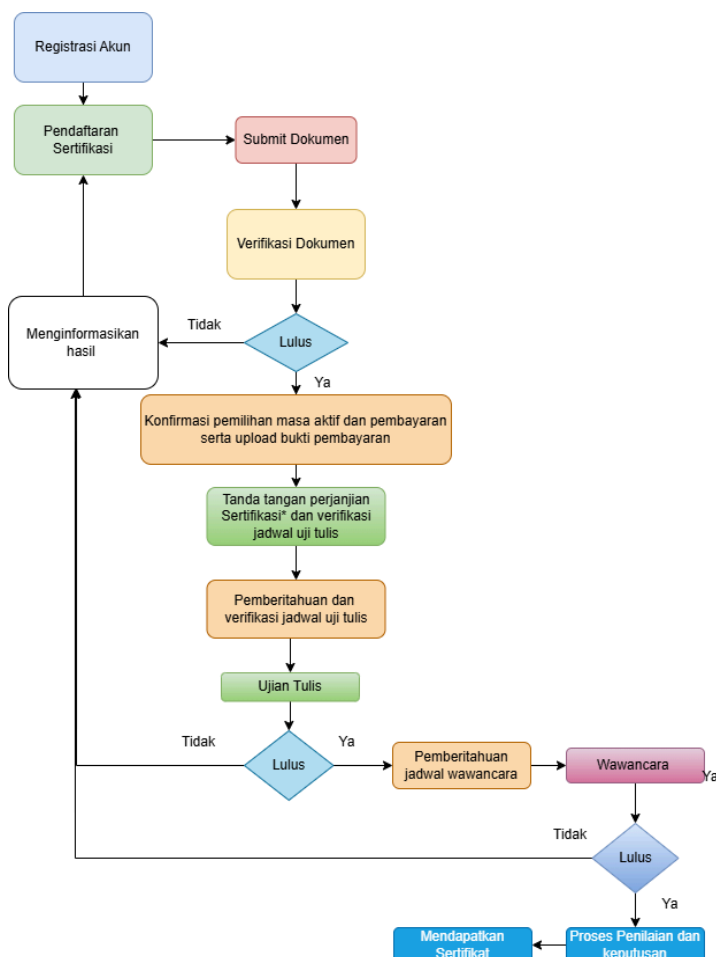 Registrasi Akun
Pendaftaran
Sertifikasi
Submit Dokumen
Verifikasi Dokumen
Menginformasikan
hasil
Tidak
Lulus
Ya
Konfirmasi pemilihan masa aktif dan pembayaran
serta upload bukti pembayaran
Tanda tangan perjanjian
Sertifikasi* dan verifikasi
jadwal uji tulis
Pemberitahuan dan
verifikasi jadwal uji tulis
Ujian Tulis
Tidak
Lulus
Ya
Pemberitahuan
jadwal wawancara
Wawancara
Ya
Tidak
Lulus
Ya
Proses Penilaian dan
keputusan
Mendapatkan
Sertifikat